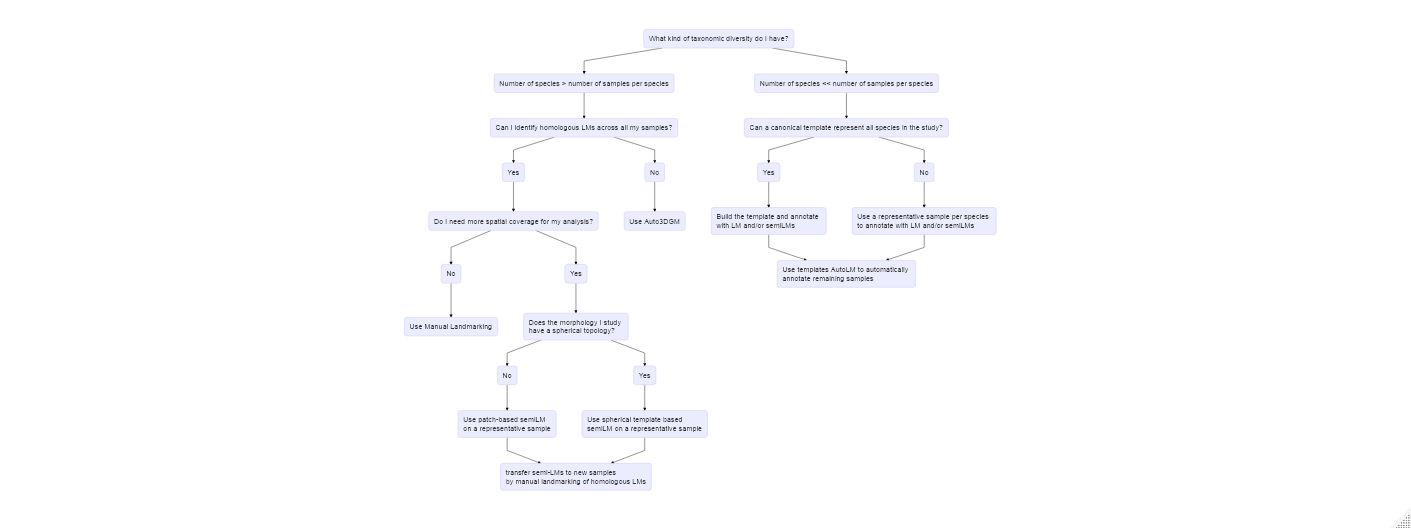 What kind of taxonomic diversity do I have?
Number of species > number of samples per species
Number of species << number of samples per species
Can I identify homologous LMs across all my samples?
Can a canonical template represent all species in the study?
Yes
No
Yes
No
Do I need more spatial coverage for my analysis?
Use Auto3DGM
Build the template and annotate
with LM and/or semiLMs
Use a representative sample per species
to annotate with LM and/or semiLMs
No
Yes
Use templates AutoLM to automatically
annotate remaining samples
Use Manual Landmarking
Does the morphology I study
have a spherical topology?
No
Yes
Use patch-based semiLM
on a representative sample
Use spherical template based
semiLM on a representative sample
transfer semi-LMs to new samples
by manual landmarking of homologous LMs